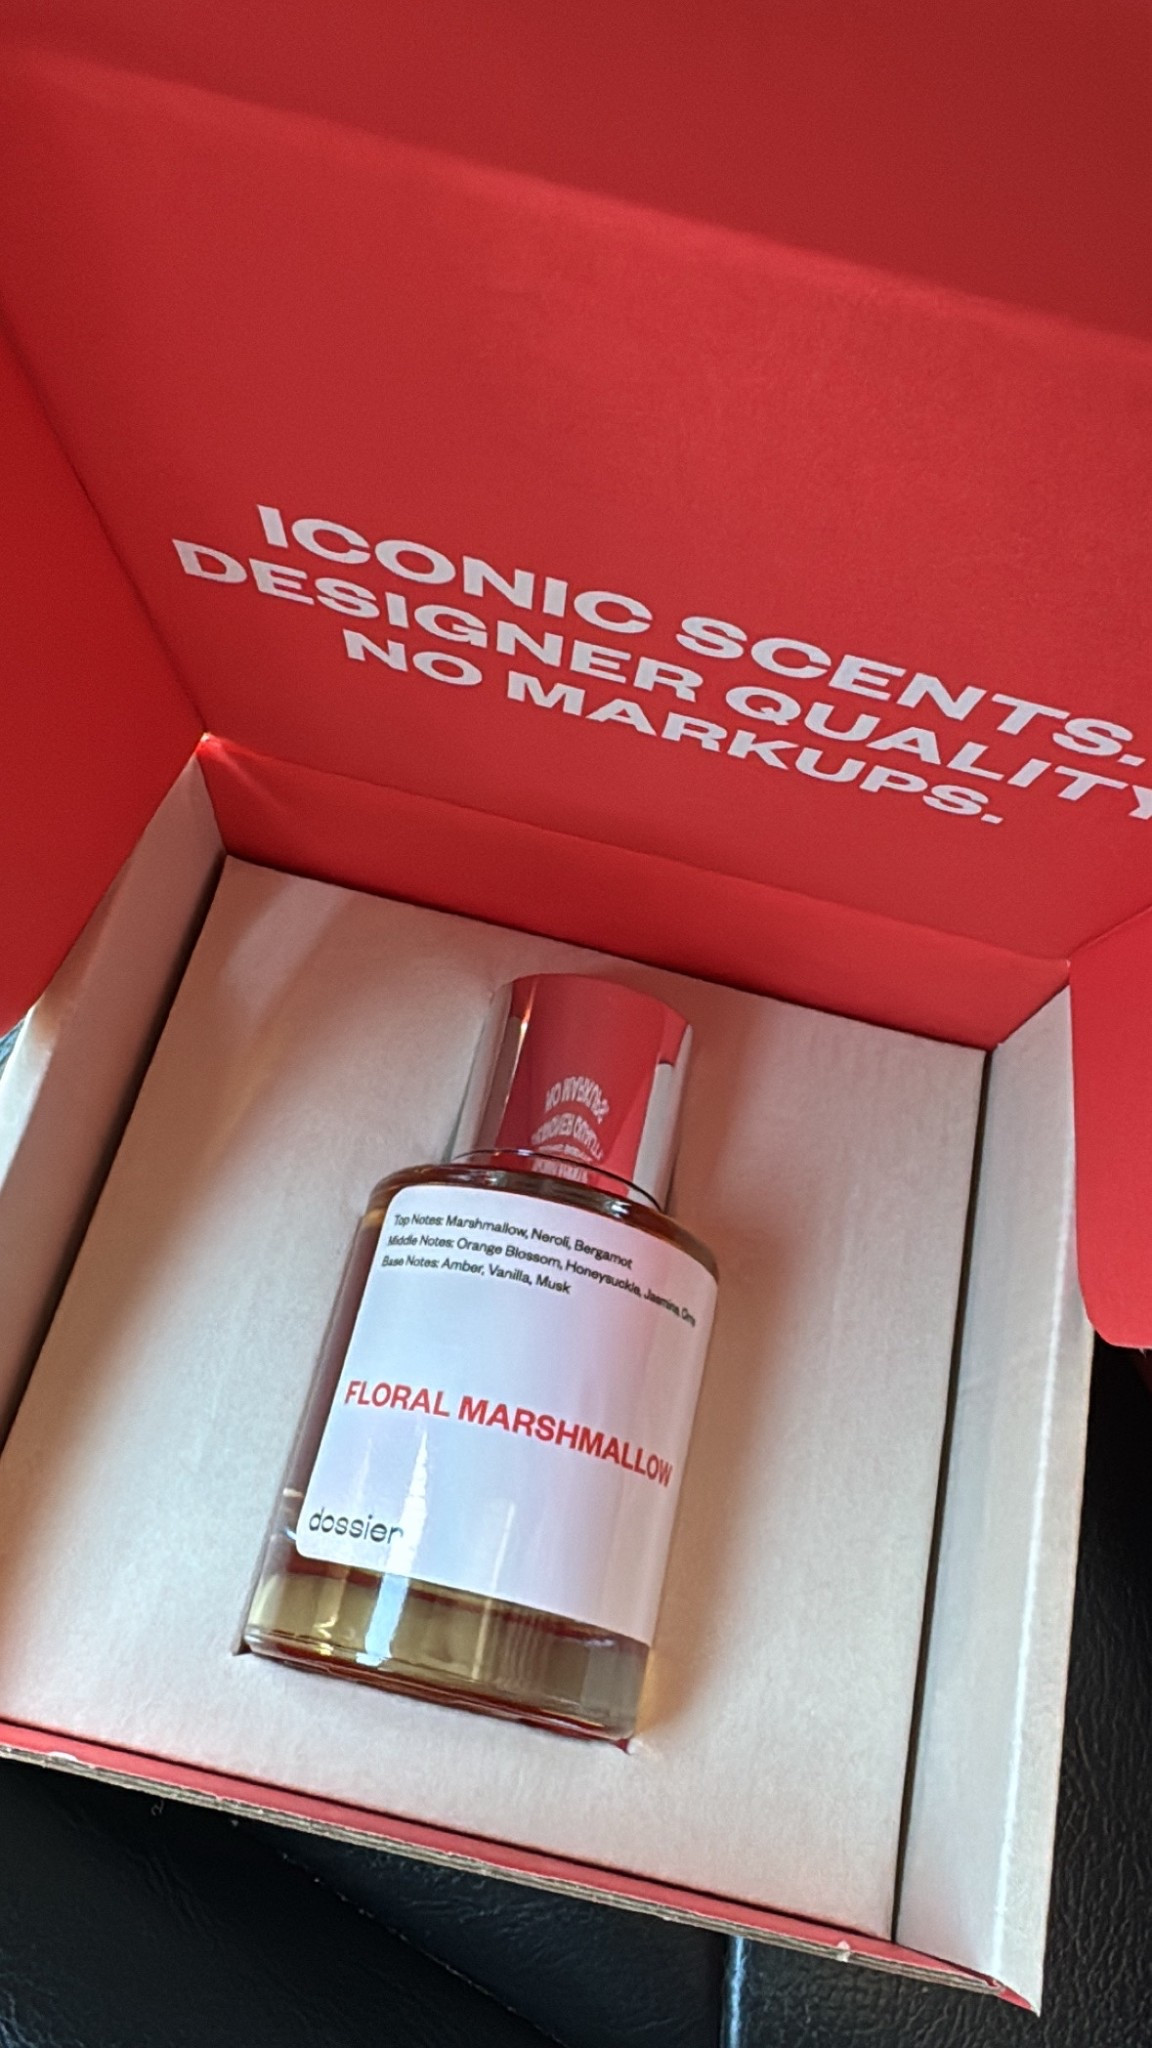 ICONIC SCENTS.
DESIGNER QUALITY
NO MARKUPS.
Top Notes: Marshmallow, Neroli, Bergamot
Middle Notes: Orange Blossom, Honeysuckle, Jasmine,
Base Notes: Amber, Vanilla, Musk
FLORAL MARSHMALLOW
dossier